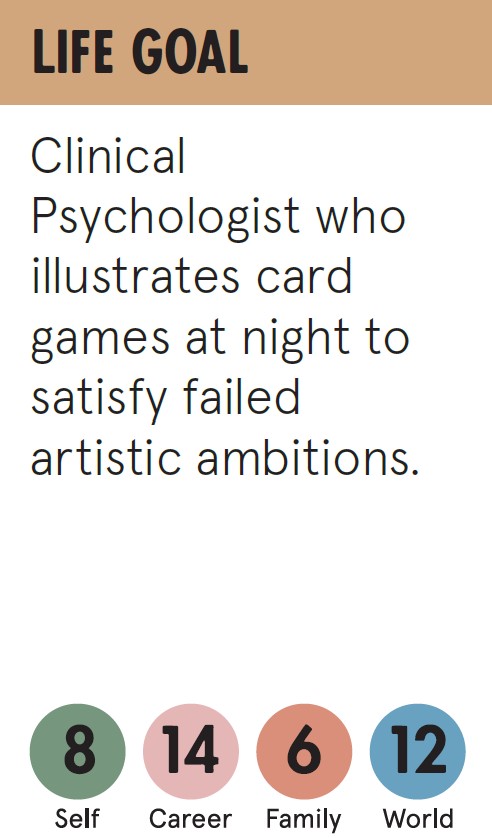 LIFE GOAL
Clinical
Psychologist who
illustrates card
games at night to
satisfy failed
artistic ambitions.
8 14 6 12
Self Career Family World